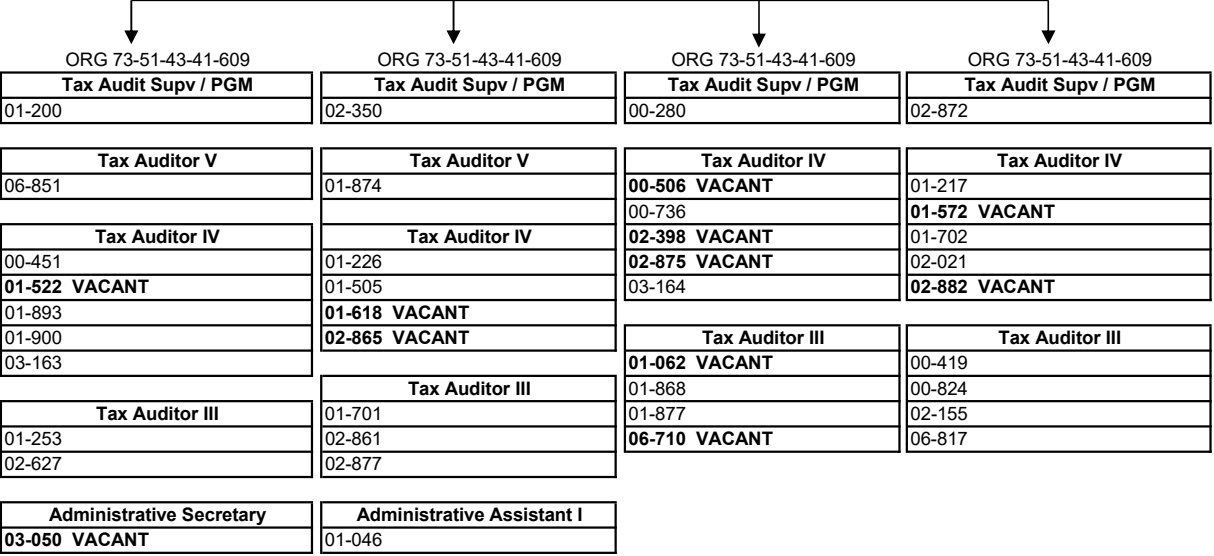 ORG 73-51-43-41-609
Tax Audit Supv / PGM
01-200
Tax Auditor V
06-851
Tax Auditor IV
00-451
01-522 VACANT
01-893
01-900
03-163
Tax Auditor III
01-253
02-627
Administrative Secretary
03-050 VACANT
ORG 73-51-43-41-609
Tax Audit Supv / PGM
02-350
Tax Auditor V
01-874
Tax Auditor IV
01-226
01-505
01-618 VACANT
02-865 VACANT
Tax Auditor III
01-701
02-861
02-877
Administrative Assistant I
01-046
ORG 73-51-43-41-609
Tax Audit Supv / PGM
00-280
Tax Auditor IV
00-506 VACANT
00-736
02-398 VACANT
02-875 VACANT
03-164
Tax Auditor III
01-062 VACANT
01-868
01-877
06-710 VACANT
ORG 73-51-43-41-609
Tax Audit Supv / PGM
02-872
Tax Auditor IV
01-217
01-572 VACANT
01-702
02-021
02-882 VACANT
Tax Auditor III
00-419
00-824
02-155
06-817